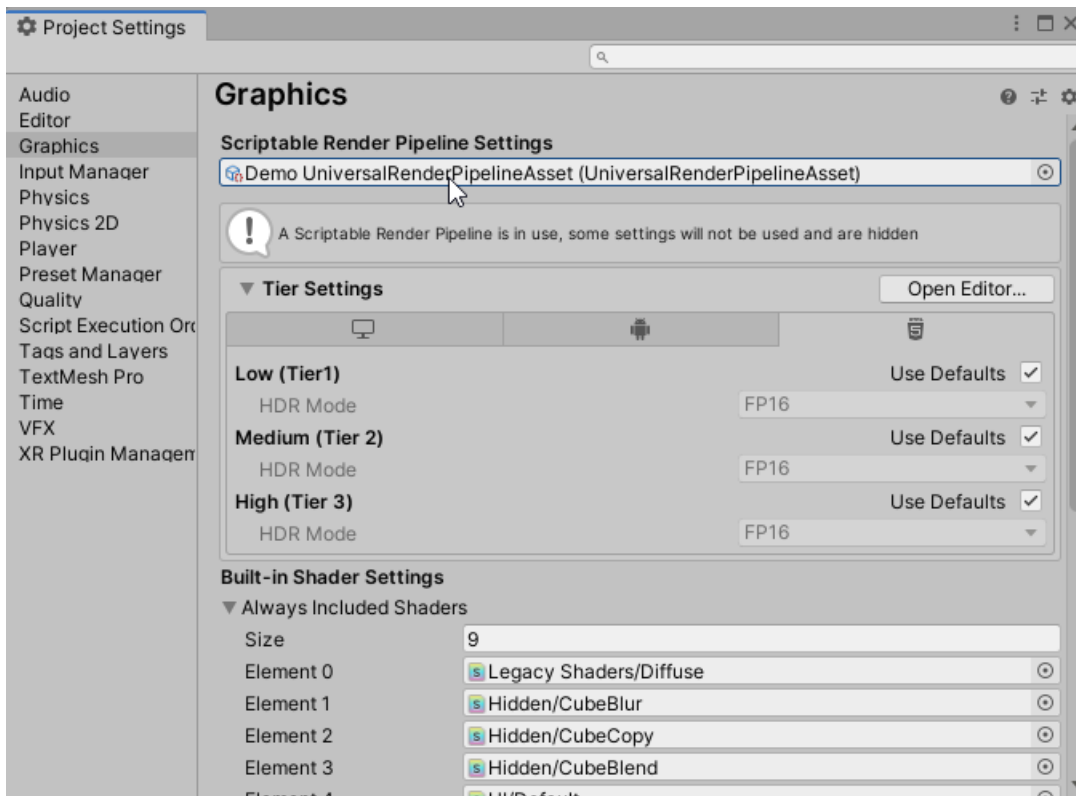 Project Settings
Audio
Editor
Graphics
Input Manager
Physics
Physics 2D
Player
Preset Manager
Quality
Script Execution Ord
Tags and Layers
TextMesh Pro
Time
VFX
XR Plugin Managem
Graphics
Scriptable Render Pipeline Settings
Demo UniversalRenderPipelineAsset (UniversalRenderPipelineAsset)
A Scriptable Render Pipeline is in use, some settings will not be used and are hidden
Tier Settings
Open Editor...
Low (Tier1)
Use Defaults
HDR Mode
FP16
Medium (Tier 2)
Use Defaults
HDR Mode
FP16
High (Tier 3)
Use Defaults
HDR Mode
FP16
Built-in Shader Settings
Always Included Shaders
Size
9
Element 0
Legacy Shaders/Diffuse
Element 1
Hidden/CubeBlur
Element 2
Hidden/CubeCopy
Element 3
Hidden/CubeBlend
Element 4
UI/Default